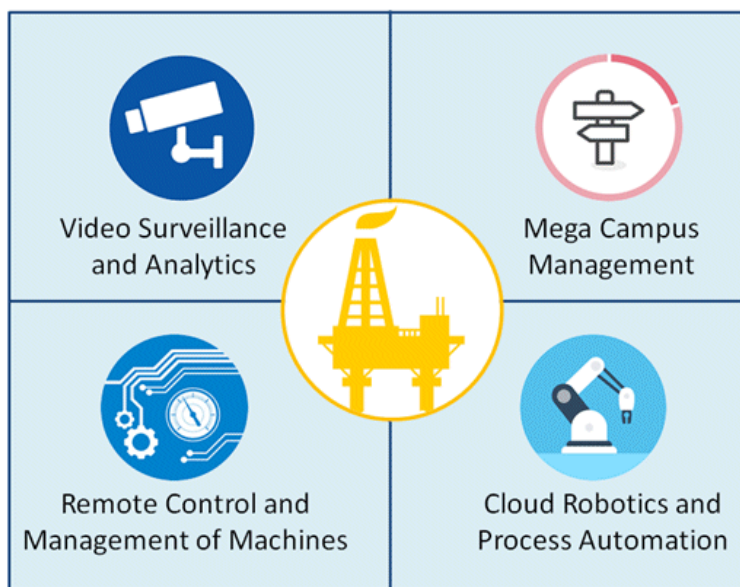 Video Surveillance
and Analytics
Mega Campus
Management
Remote Control and
Management of Machines
Cloud Robotics and
Process Automation